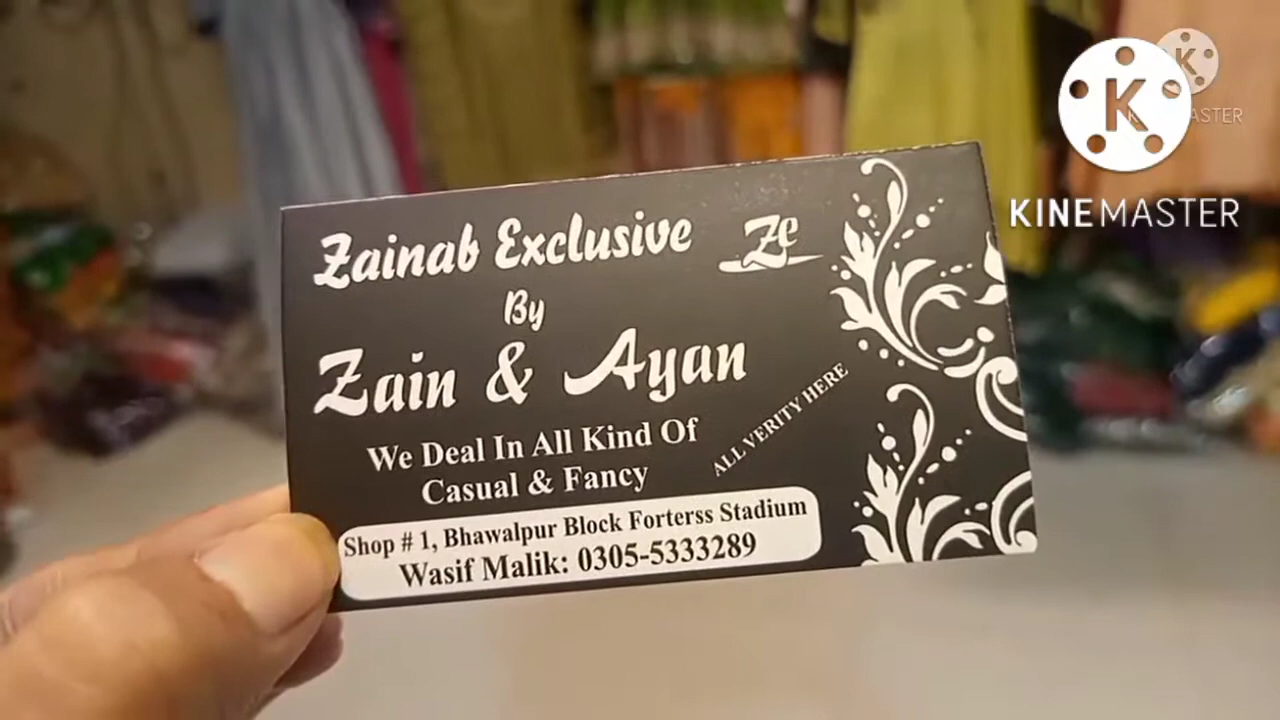 Zainab Exclusive
Ze
By
Zain & Ayan
We Deal In All Kind Of
Casual & Fancy
ALL VERITY HERE
Shop # 1, Bhawalpur Block Forterss Stadium
Wasif Malik: 0305-5333289
K
KINEMASTER
K
ASTER